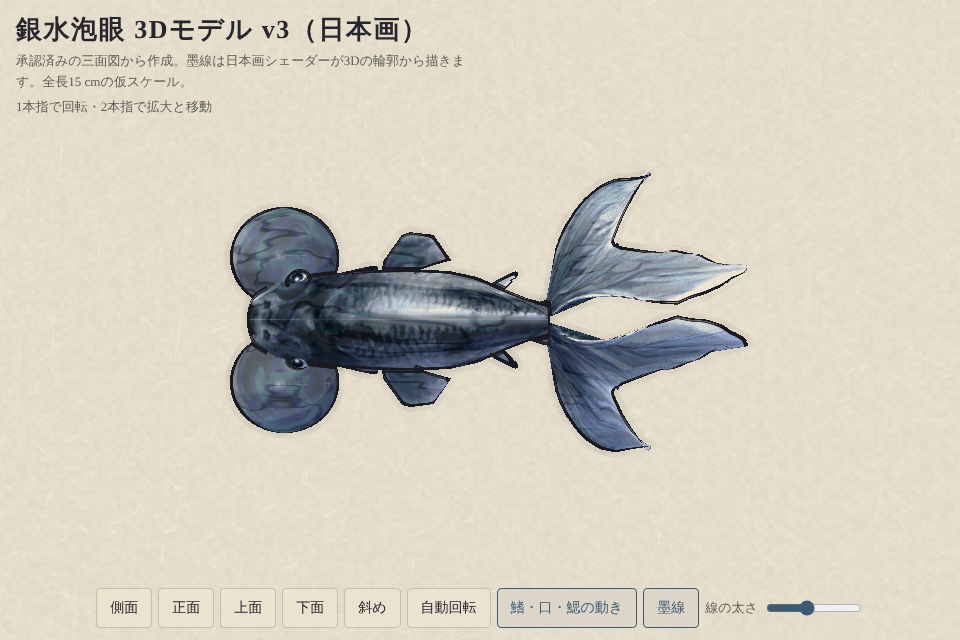 銀水泡眼 3Dモデル v3（日本画）
承認済みの三面図から作成。墨線は日本画シェーダーが3Dの輪郭から描きま
す。全長15 cmの仮スケール。
1本指で回転・2本指で拡大と移動
側面 正面 上面 下面 斜め 自動回転 鰭・口・鰓の動き 墨線 線の太さ